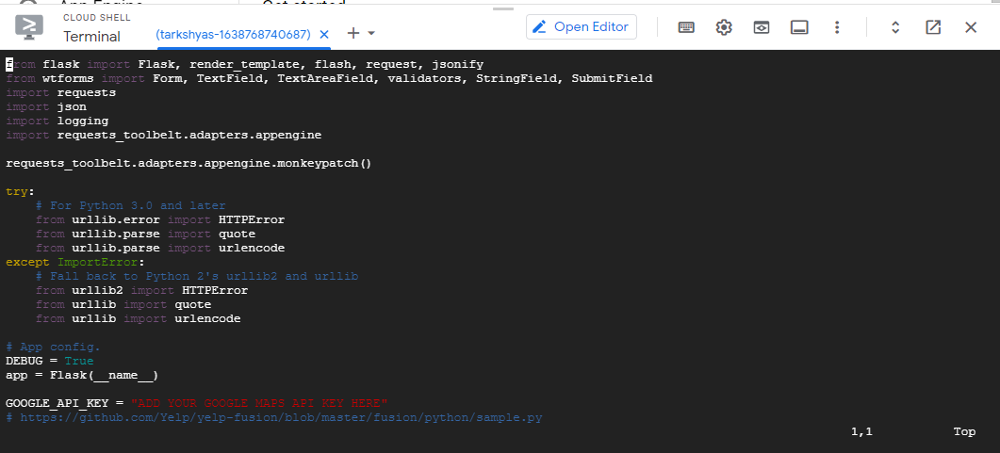 CLOUD SHELL
Terminal
(tarkshyas-1638768740687)
Open Editor
from flask import Flask, render_template, flash, request, jsonify
from wtforms import Form, TextField, TextAreaField, validators, StringField, SubmitField
import requests
import json
import logging
import requests_toolbelt.adapters.appengine
requests_toolbelt.adapters.appengine.monkeypatch()
try:
    # For Python 3.0 and later
    from urllib.error import HTTPError
    from urllib.parse import quote
    from urllib.parse import urlencode
except ImportError:
    # Fall back to Python 2's urllib2 and urllib
    from urllib2 import HTTPError
    from urllib import quote
    from urllib import urlencode
# App config.
DEBUG = True
app = Flask(__name__)
GOOGLE_API_KEY = "ADD YOUR GOOGLE MAPS API KEY HERE"
# https://github.com/Yelp/yelp-fusion/blob/master/fusion/python/sample.py
1,1 Top